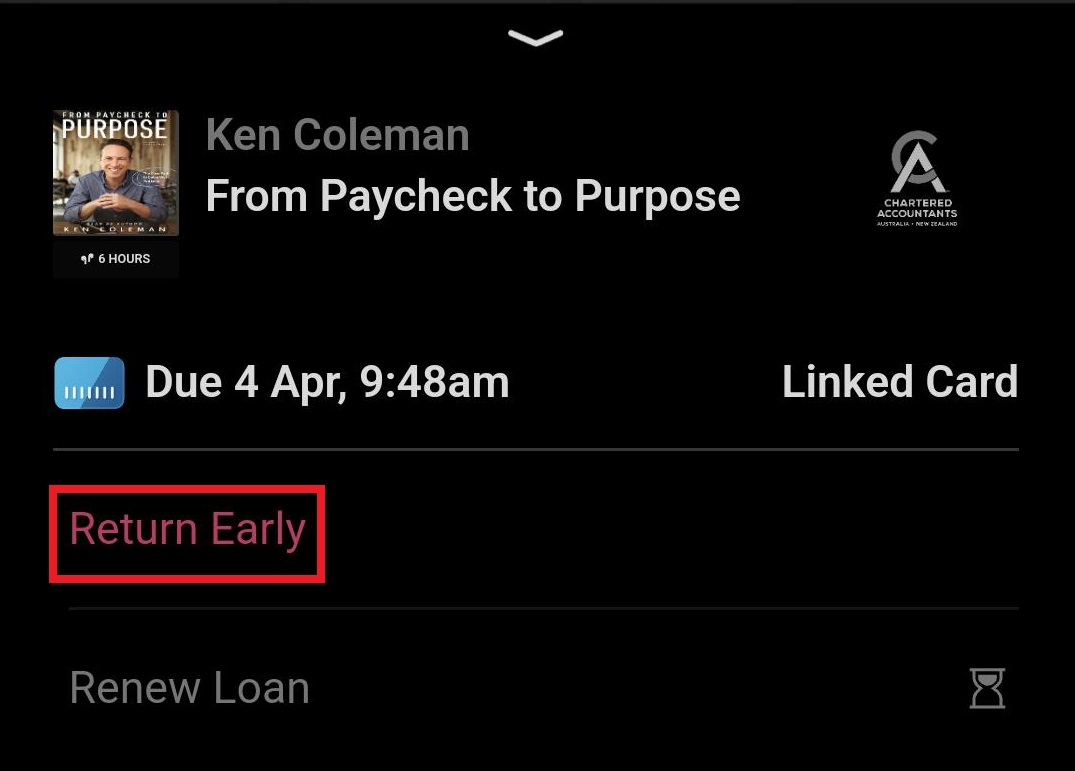 FROM PAYCHECK TO
PURPOSE
KEN COLEMAN
6 HOURS
Ken Coleman
From Paycheck to Purpose
CHARTERED
ACCOUNTANTS
AUSTRALIA • NEW ZEALAND
Due 4 Apr, 9:48am
Linked Card
Return Early
Renew Loan